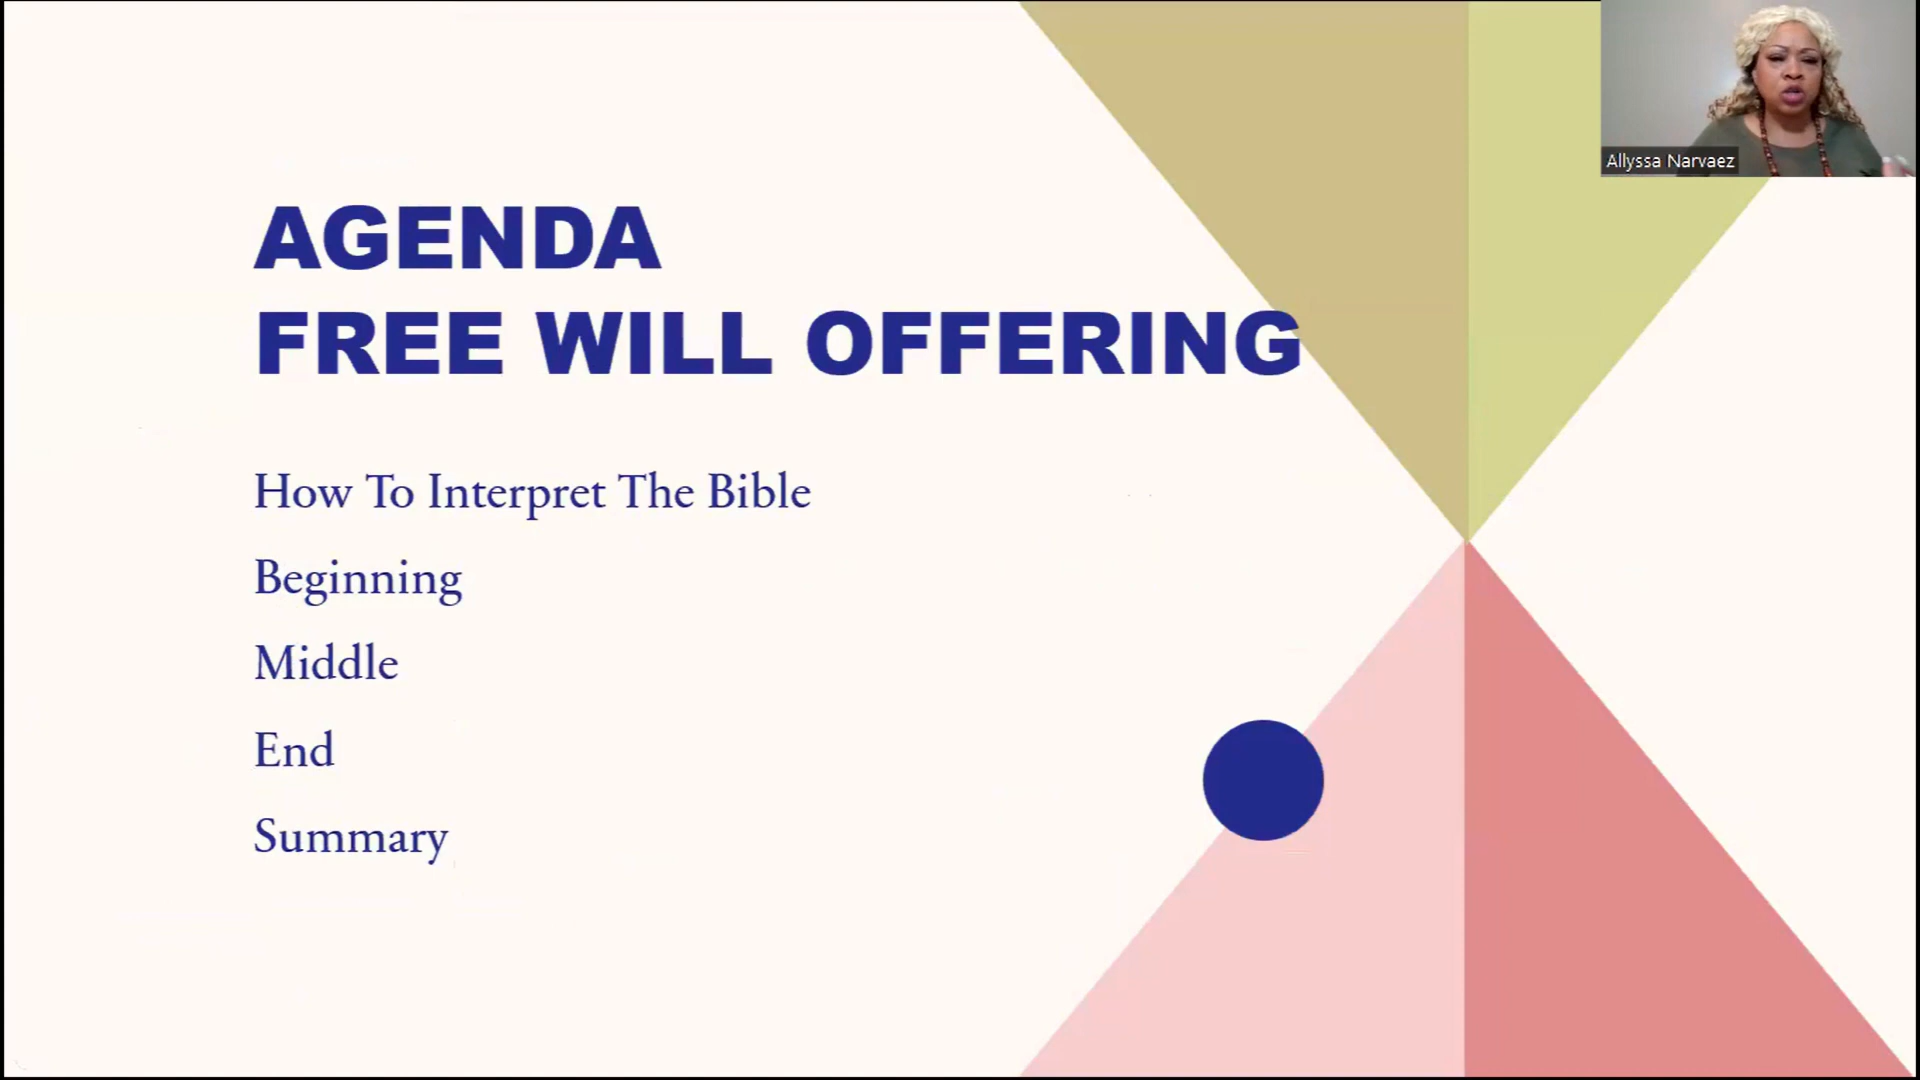 AGENDA
FREE WILL OFFERING
How To Interpret The Bible
Beginning
Middle
End
Summary
Allyssa Narvaez